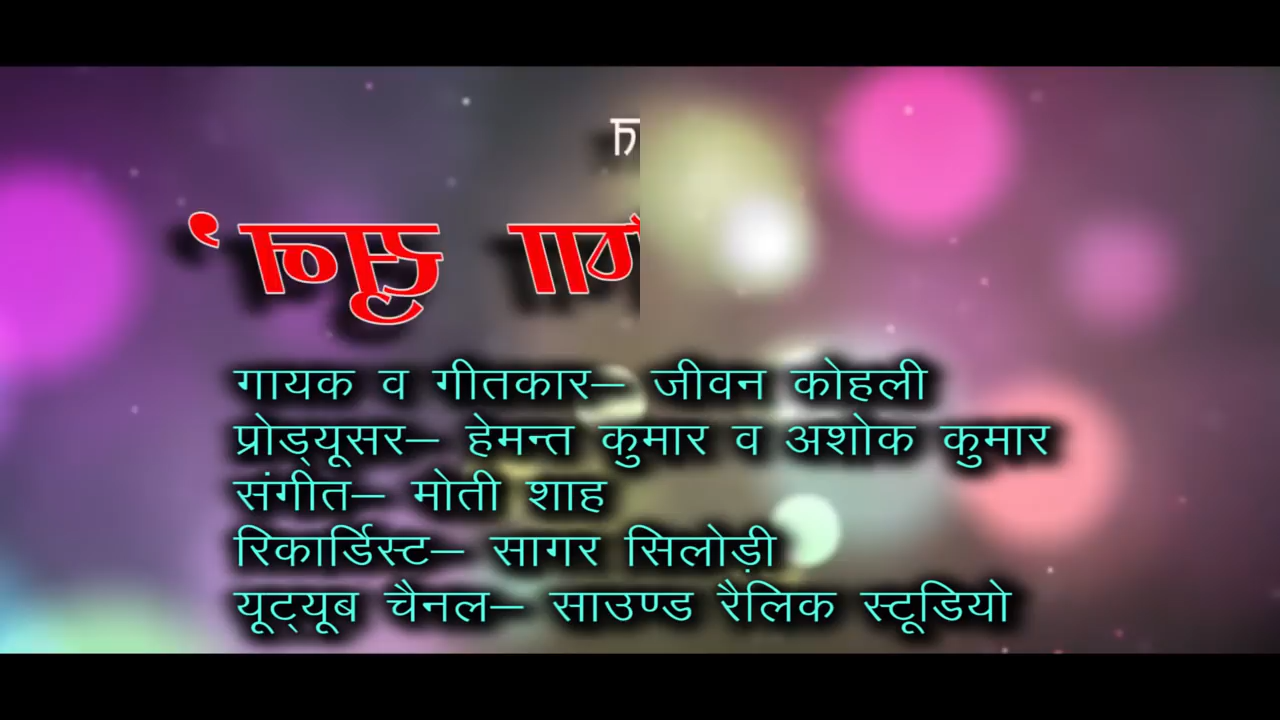 गायक व गीतकार– जीवन कोहली
प्रोड्यूसर– हेमन्त कुमार व अशोक कुमार
संगीत– मोती शाह
रिकार्डिस्ट– सागर सिलोड़ी
यूट्यूब चैनल– साउण्ड रैलिक स्टूडियो